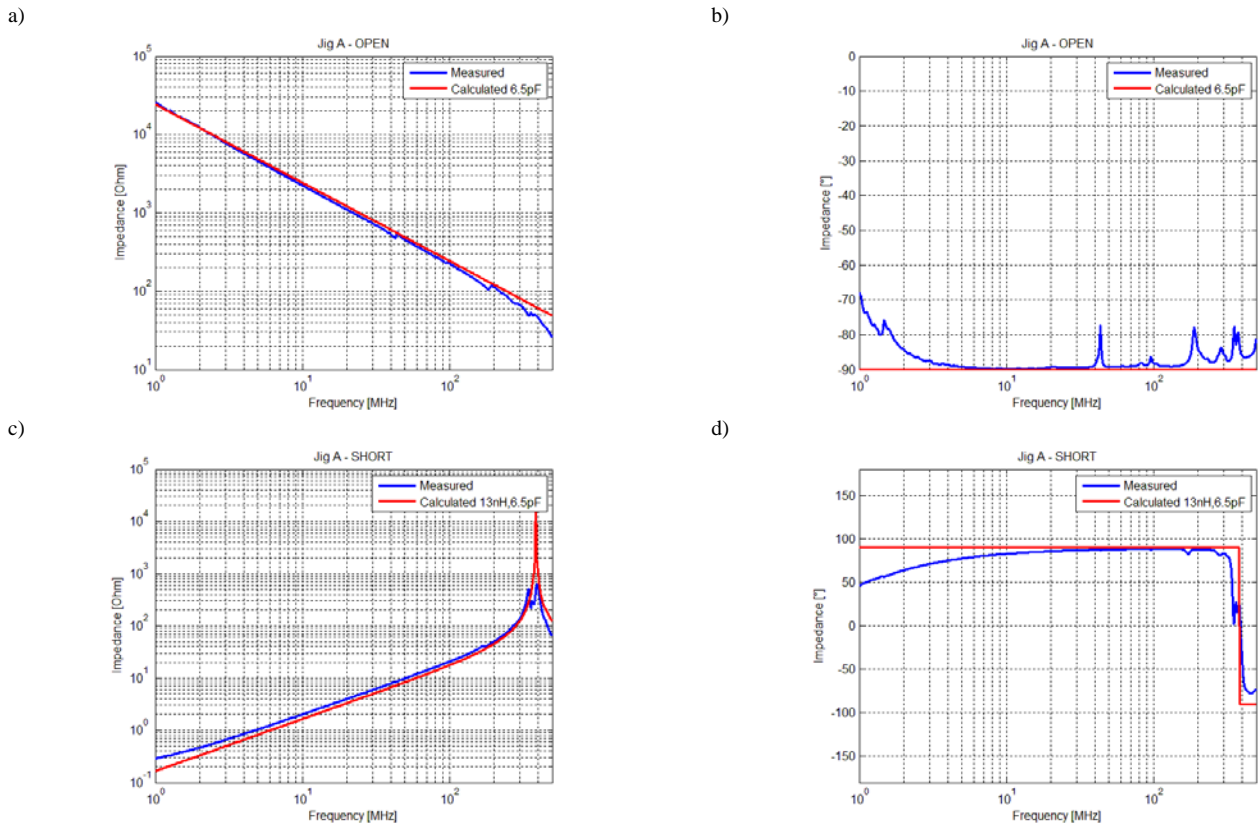 a)
Jig A - OPEN
Measured
Calculated 6.5pF
Impedance [Ohm]
10^5
10^4
10^3
10^2
10^1
10^0 10^1 10^2
Frequency [MHz]
b)
Jig A - OPEN
Measured
Calculated 6.5pF
Impedance [°]
0
-10
-20
-30
-40
-50
-60
-70
-80
-90
10^0 10^1 10^2
Frequency [MHz]
c)
Jig A - SHORT
Measured
Calculated 13nH,6.5pF
Impedance [Ohm]
10^5
10^4
10^3
10^2
10^1
10^0
10^-1
10^0 10^1 10^2
Frequency [MHz]
d)
Jig A - SHORT
Measured
Calculated 13nH,6.5pF
Impedance [°]
150
100
50
0
-50
-100
-150
10^0 10^1 10^2
Frequency [MHz]